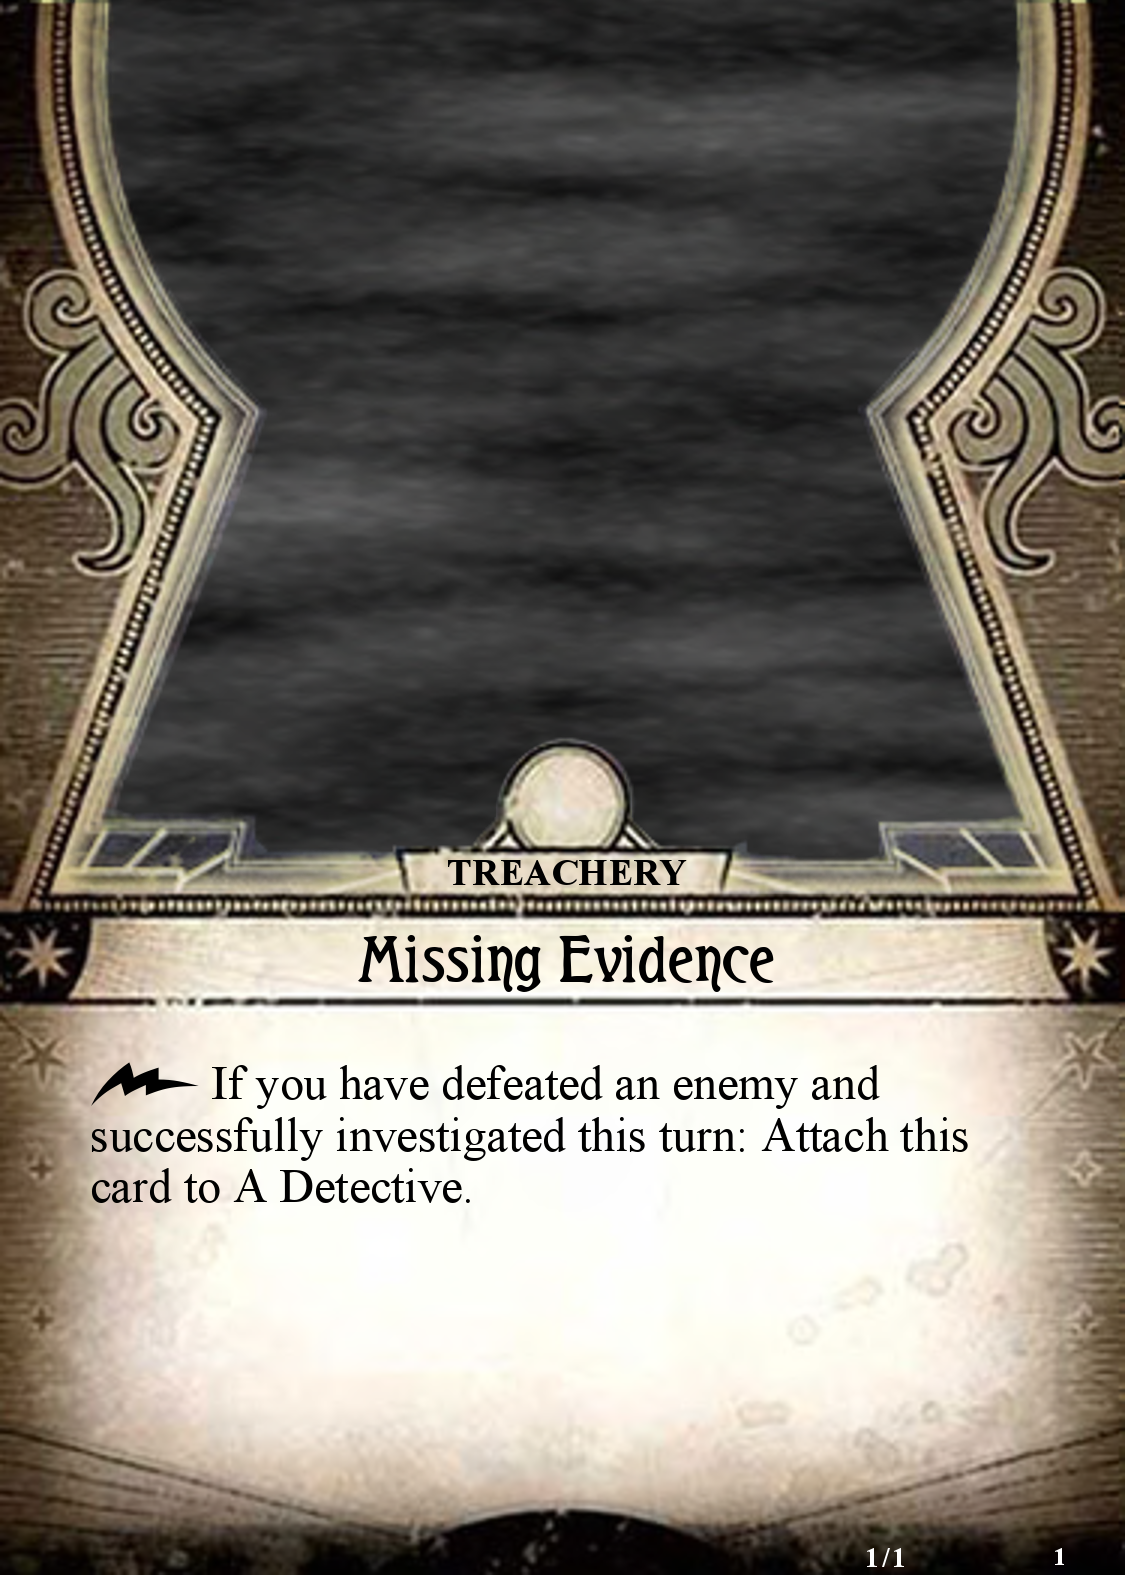 TREACHERY
Missing Evidence
If you have defeated an enemy and
successfully investigated this turn: Attach this
card to A Detective.
1/1 1